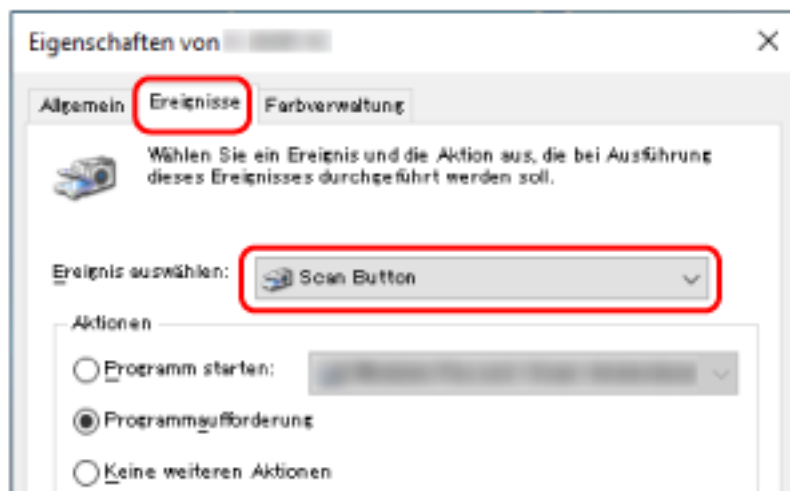 Eigenschaften von
Allgemein Ereignisse Farbverwaltung
Wählen Sie ein Ereignis und die Aktion aus, die bei Ausführung
dieses Ereignisses durchgeführt werden soll.
Ereignis auswählen: Scan Button
Aktionen
Programm starten:
Programmaufforderung
Keine weiteren Aktionen